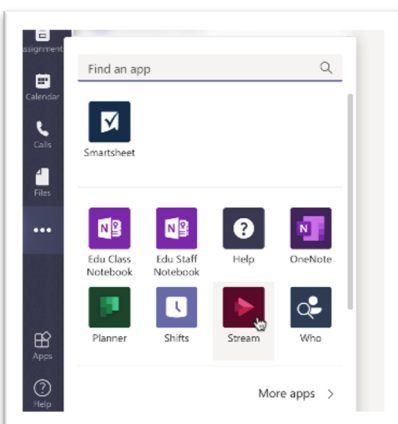 Assignment
Calendar
Calls
Files
Apps
Help
Find an app
Smartsheet
Edu Class Notebook
Edu Staff Notebook
Help
OneNote
Planner
Shifts
Stream
Who
More apps